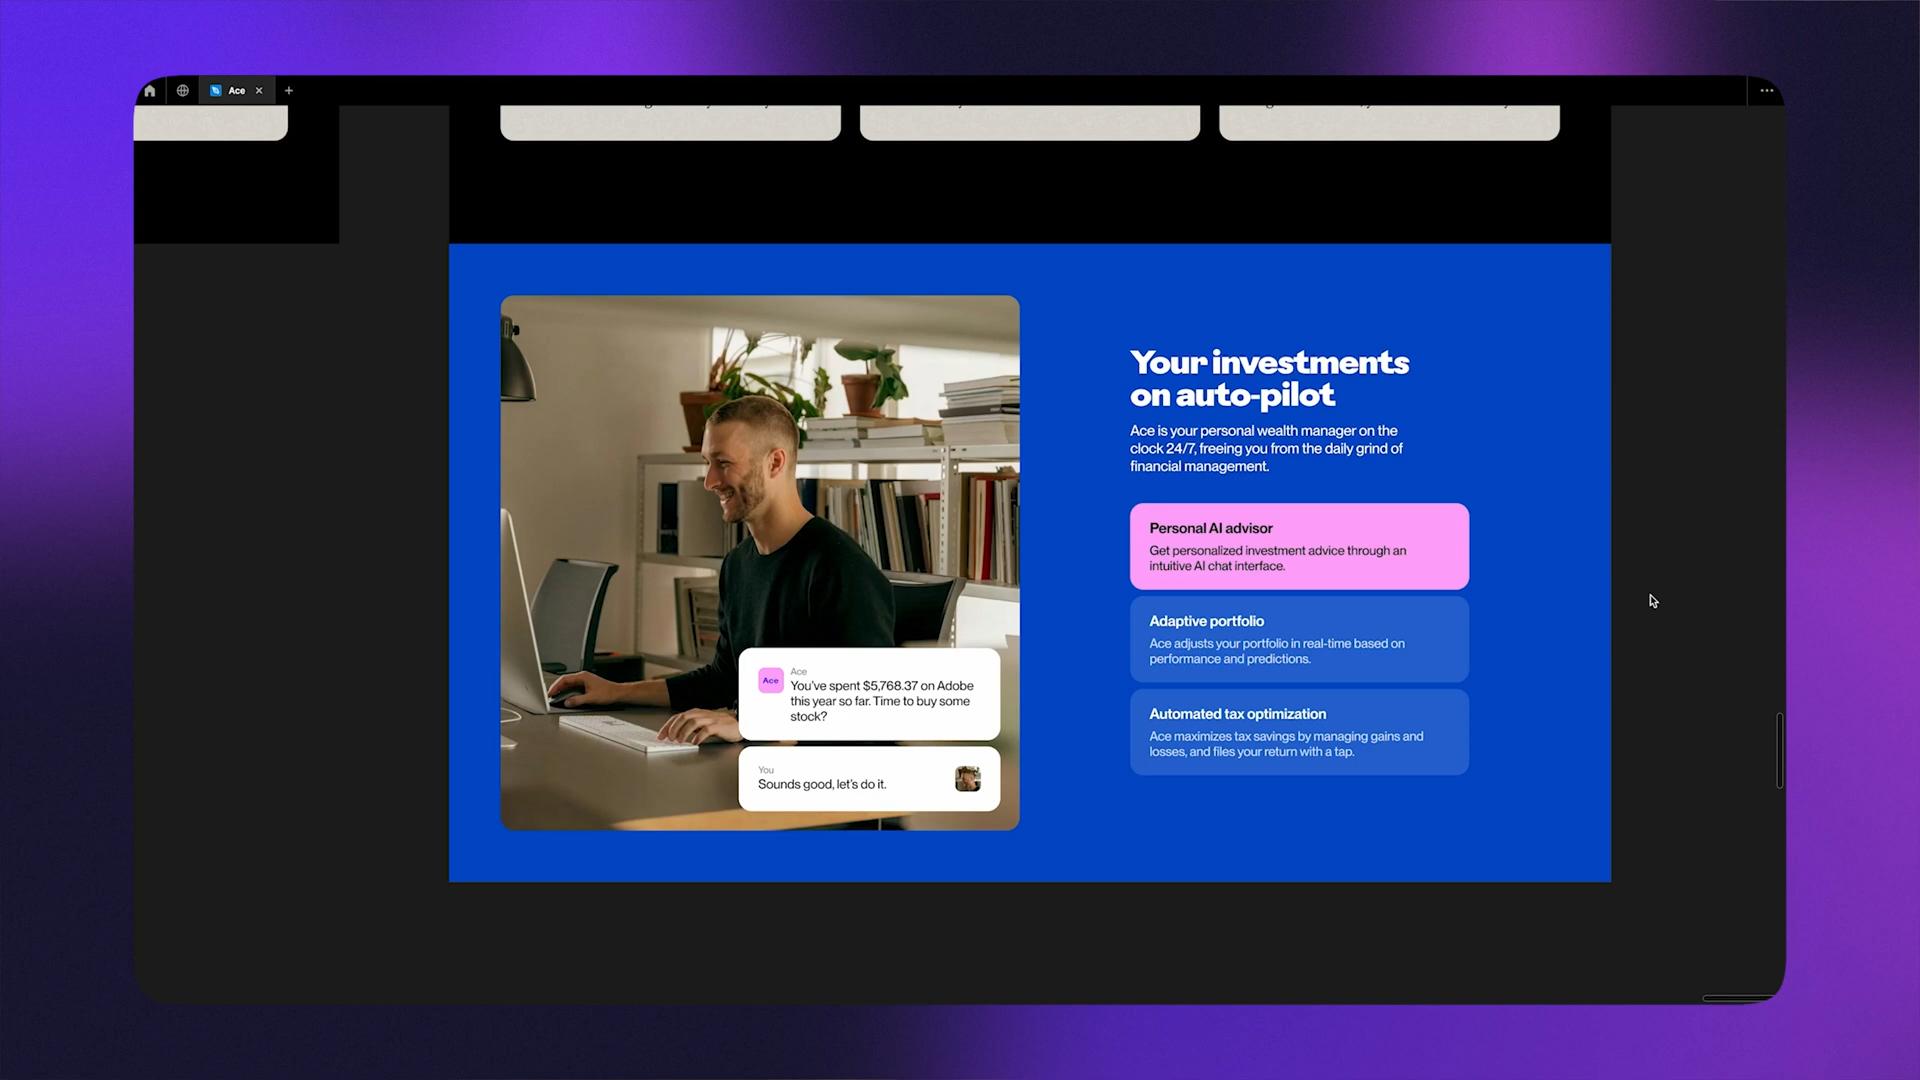 Ace
Your investments
on auto-pilot
Ace is your personal wealth manager on the
clock 24/7, freeing you from the daily grind of
financial management.
Personal AI advisor
Get personalized investment advice through an
intuitive AI chat interface.
Adaptive portfolio
Ace adjusts your portfolio in real-time based on
performance and predictions.
Automated tax optimization
Ace maximizes tax savings by managing gains and
losses, and files your return with a tap.
Ace
Ace
You've spent $5,768.37 on Adobe
this year so far. Time to buy some
stock?
You
Sounds good, let's do it.